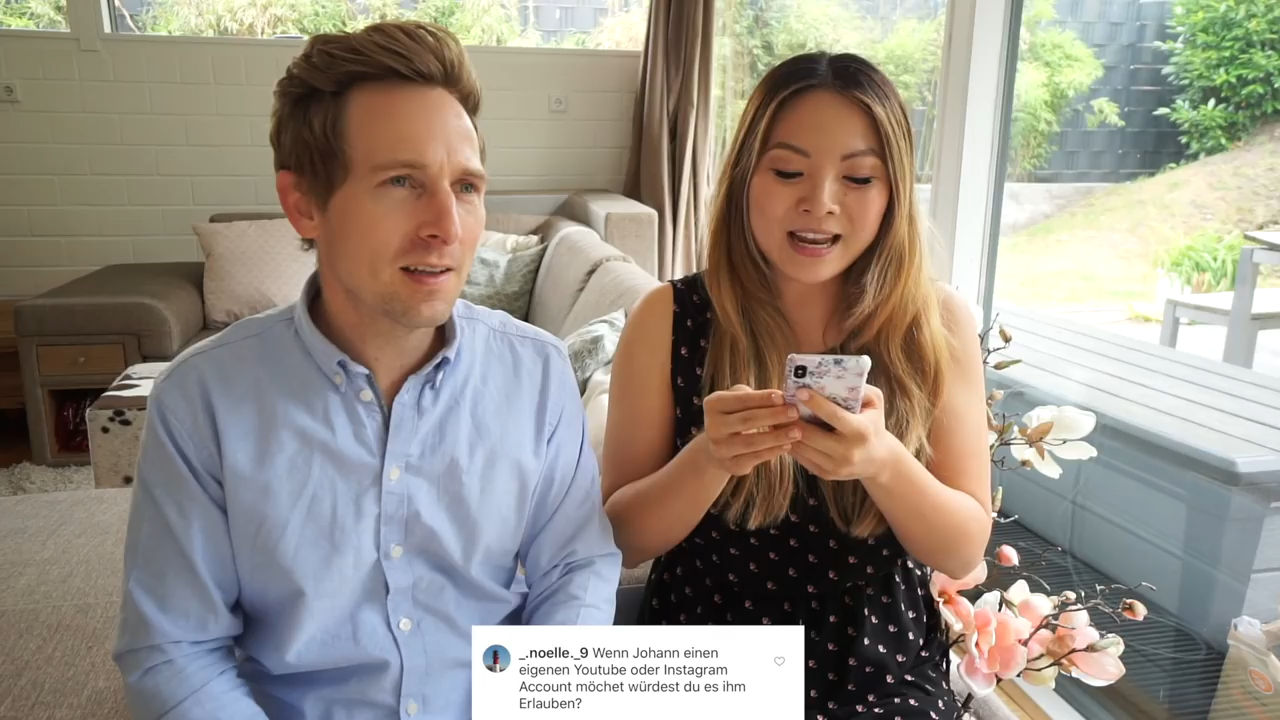 _.noelle._9 Wenn Johann einen
eigenen Youtube oder Instagram
Account möchet würdest du es ihm
Erlauben?